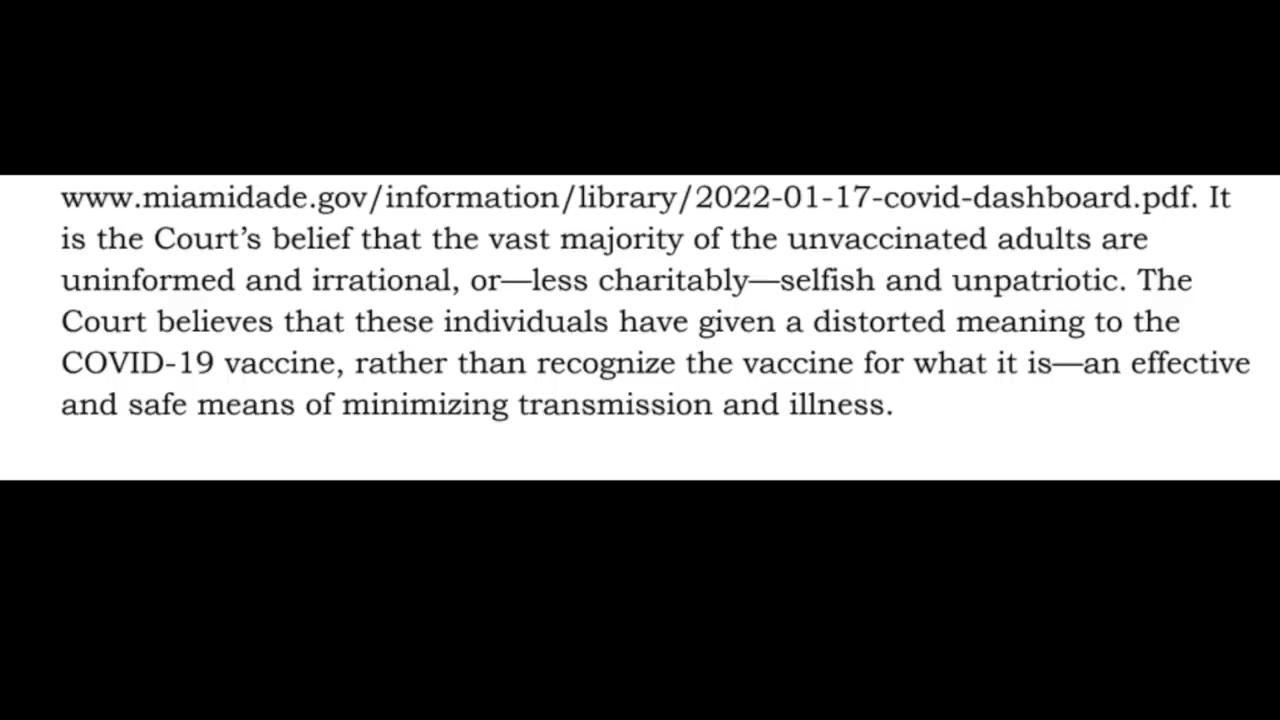 www.miamidade.gov/information/library/2022-01-17-covid-dashboard.pdf. It
is the Court’s belief that the vast majority of the unvaccinated adults are
uninformed and irrational, or—less charitably—selfish and unpatriotic. The
Court believes that these individuals have given a distorted meaning to the
COVID-19 vaccine, rather than recognize the vaccine for what it is—an effective
and safe means of minimizing transmission and illness.